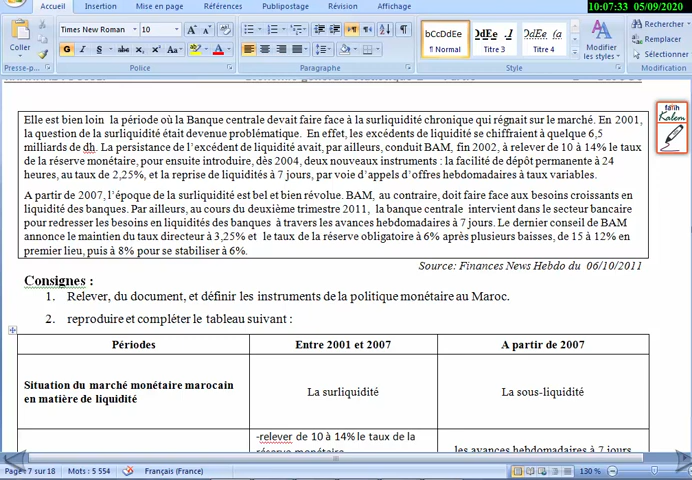 10:07:33 05/09/2020
Accueil Insertion Mise en page Références Publipostage Révision Affichage
Times New Roman 10
Coller
Police Paragraphe Style Modification
bCcDdE DdEe .n. DdEe (a
¶ Normal Titre 3 Titre 4
Modifier les styles
Rechercher
Remplacer
Sélectionner
fatih
Kalem
Elle est bien loin la période où la Banque centrale devait faire face à la surliquidité chronique qui régnait sur le marché. En 2001,
la question de la surliquidité était devenue problématique. En effet, les excédents de liquidité se chiffraient à quelque 6,5
milliards de dh. La persistance de l'excédent de liquidité avait, par ailleurs, conduit BAM, fin 2002, à relever de 10 à 14% le taux
de la réserve monétaire, pour ensuite introduire, dès 2004, deux nouveaux instruments : la facilité de dépôt permanente à 24
heures, au taux de 2,25%, et la reprise de liquidités à 7 jours, par voie d'appels d'offres hebdomadaires à taux variables.
A partir de 2007, l'époque de la surliquidité est bel et bien révolue. BAM, au contraire, doit faire face aux besoins croissants en
liquidité des banques. Par ailleurs, au cours du deuxième trimestre 2011, la banque centrale intervient dans le secteur bancaire
pour redresser les besoins en liquidités des banques à travers les avances hebdomadaires à 7 jours. Le dernier conseil de BAM
annonce le maintien du taux directeur à 3,25% et le taux de la réserve obligatoire à 6% après plusieurs baisses, de 15 à 12% en
premier lieu, puis à 8% pour se stabiliser à 6%.
Source: Finances News Hebdo du 06/10/2011
Consignes :
1. Relever, du document, et définir les instruments de la politique monétaire au Maroc.
2. reproduire et compléter le tableau suivant :
Périodes Entre 2001 et 2007 A partir de 2007
Situation du marché monétaire marocain
en matière de liquidité
La surliquidité La sous-liquidité
-relever de 10 à 14% le taux de la
réserve monétaire
les avances hebdomadaires à 7 jours
Page : 7 sur 18 Mots : 5 554 Français (France) 130 %